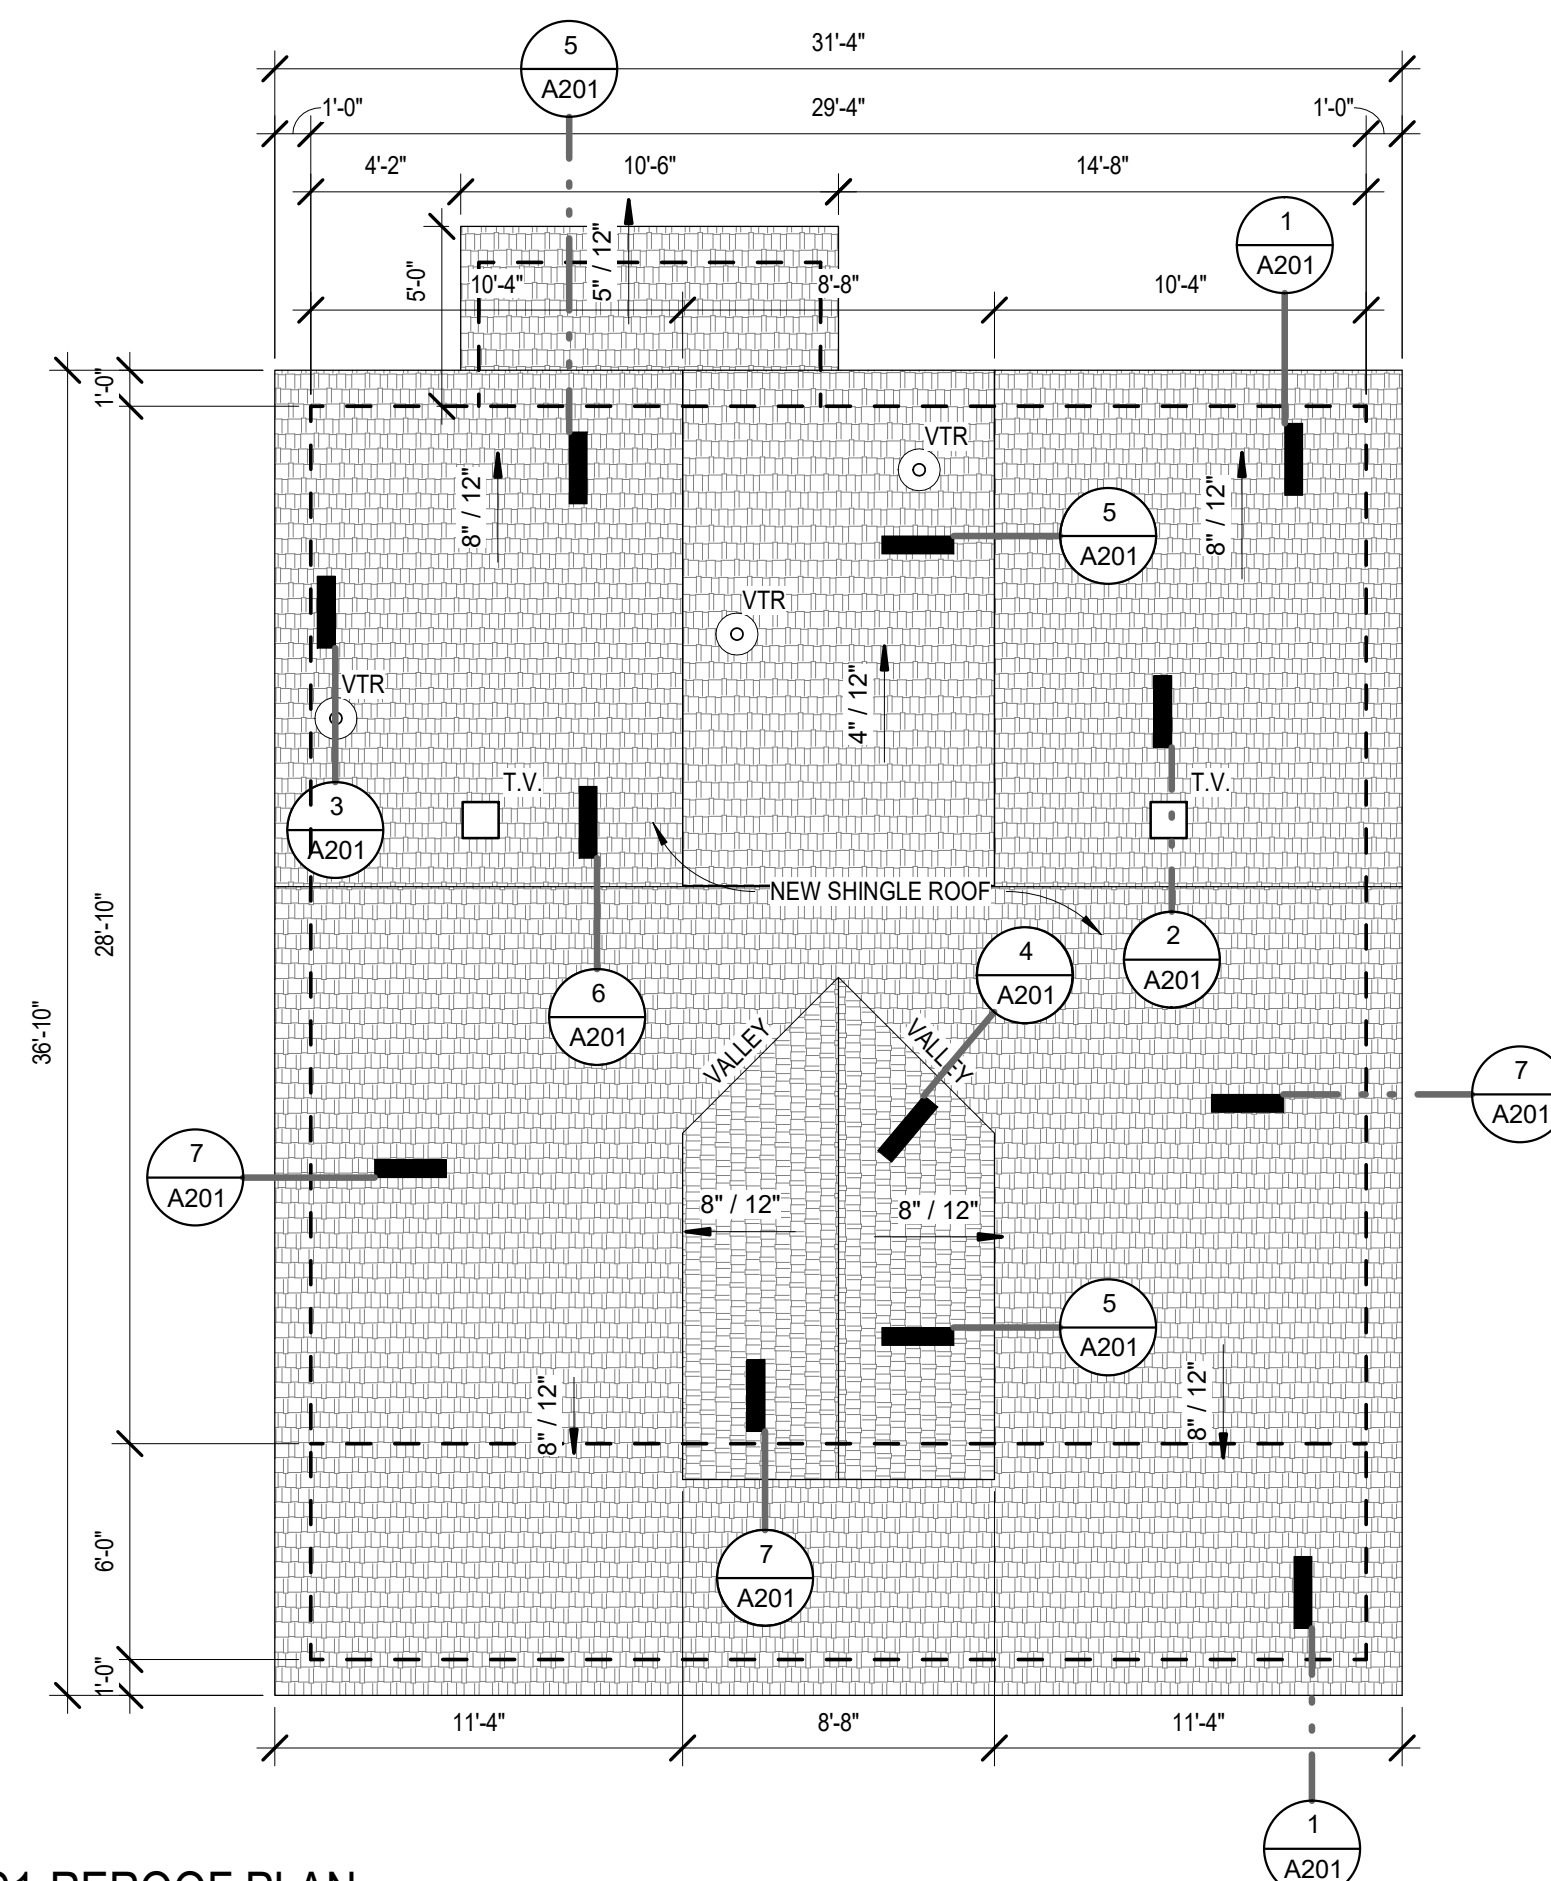 5
A201
31'-4"
1'-0"
29'-4"
1'-0"
4'-2"
10'-6"
14'-8"
1
A201
5'-0"
10'-4"
5" / 12"
8'-8"
10'-4"
1'-0"
VTR
8" / 12"
5
A201
8" / 12"
VTR
VTR
4" / 12"
T.V.
T.V.
3
A201
NEW SHINGLE ROOF
28'-10"
4
A201
2
A201
6
A201
36'-10"
VALLEY
VALLEY
7
A201
7
A201
8" / 12"
8" / 12"
5
A201
8" / 12"
8" / 12"
6'-0"
7
A201
1'-0"
11'-4"
8'-8"
11'-4"
1
A201
REROOF PLAN